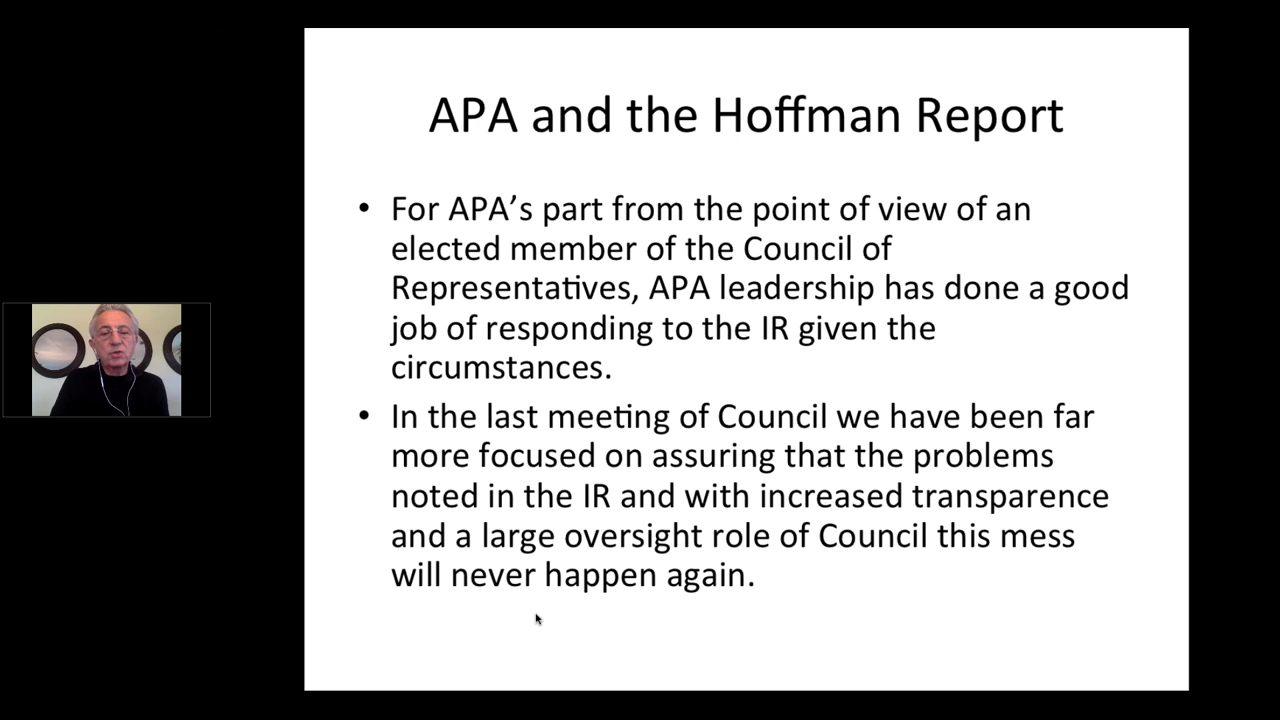 APA and the Hoffman Report
• For APA’s part from the point of view of an
elected member of the Council of
Representatives, APA leadership has done a good
job of responding to the IR given the
circumstances.
• In the last meeting of Council we have been far
more focused on assuring that the problems
noted in the IR and with increased transparence
and a large oversight role of Council this mess
will never happen again.